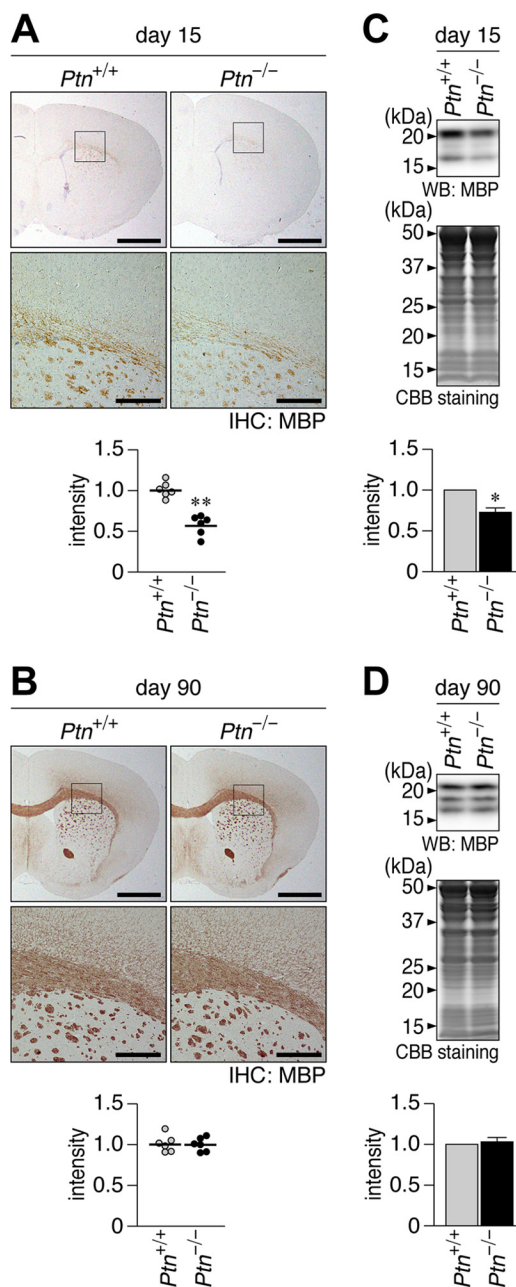 A
day 15
Ptn+/+
Ptn−/−
IHC: MBP
intensity
1.5
1.0
0.5
0
**
Ptn+/+
Ptn−/−
C
day 15
Ptn+/+
Ptn−/−
(kDa)
20
15
WB: MBP
(kDa)
50
37
25
20
15
CBB staining
intensity
1.5
1.0
0.5
0
*
Ptn+/+
Ptn−/−
B
day 90
Ptn+/+
Ptn−/−
IHC: MBP
intensity
1.5
1.0
0.5
0
Ptn+/+
Ptn−/−
D
day 90
Ptn+/+
Ptn−/−
(kDa)
20
15
WB: MBP
(kDa)
50
37
25
20
15
CBB staining
intensity
1.5
1.0
0.5
0
Ptn+/+
Ptn−/−